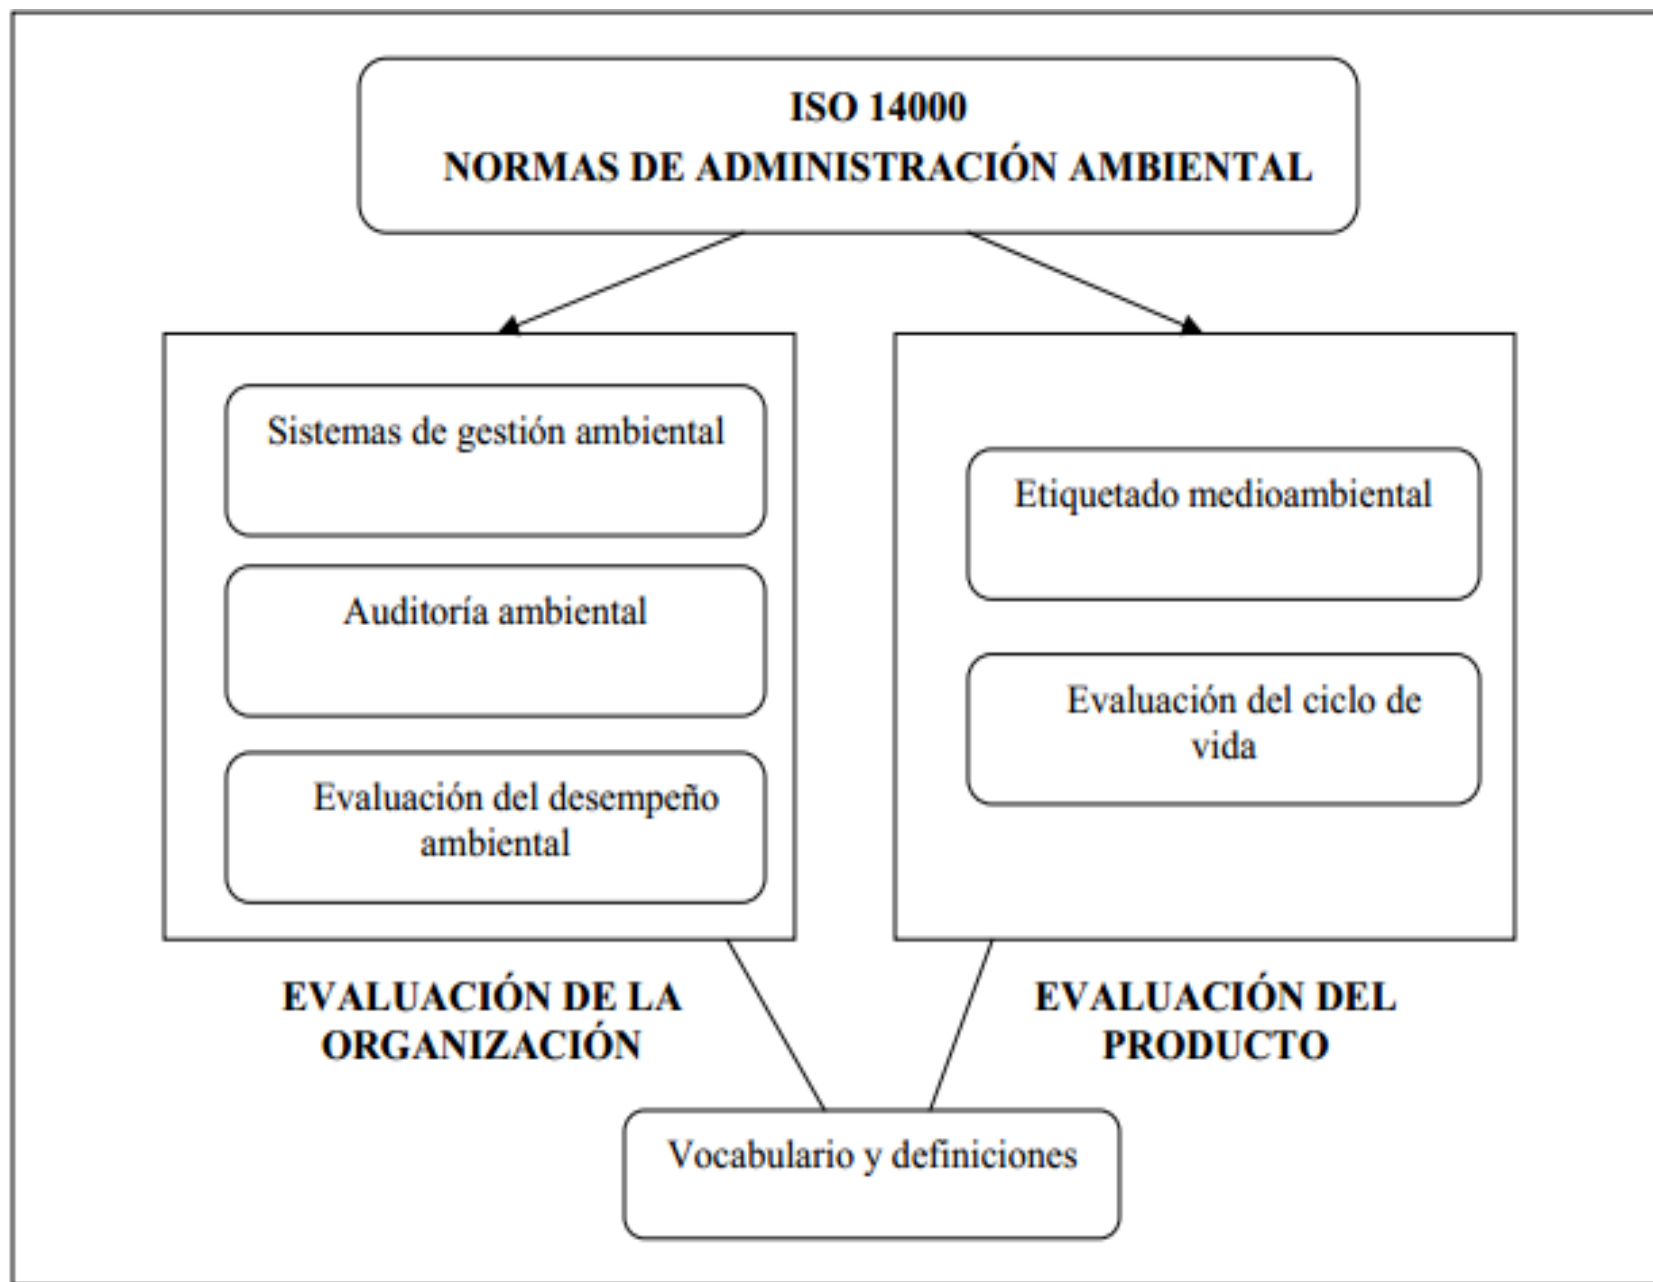 ISO 14000
NORMAS DE ADMINISTRACIÓN AMBIENTAL
Sistemas de gestión ambiental
Auditoría ambiental
Evaluación del desempeño
ambiental
EVALUACIÓN DE LA
ORGANIZACIÓN
Etiquetado medioambiental
Evaluación del ciclo de
vida
EVALUACIÓN DEL
PRODUCTO
Vocabulario y definiciones